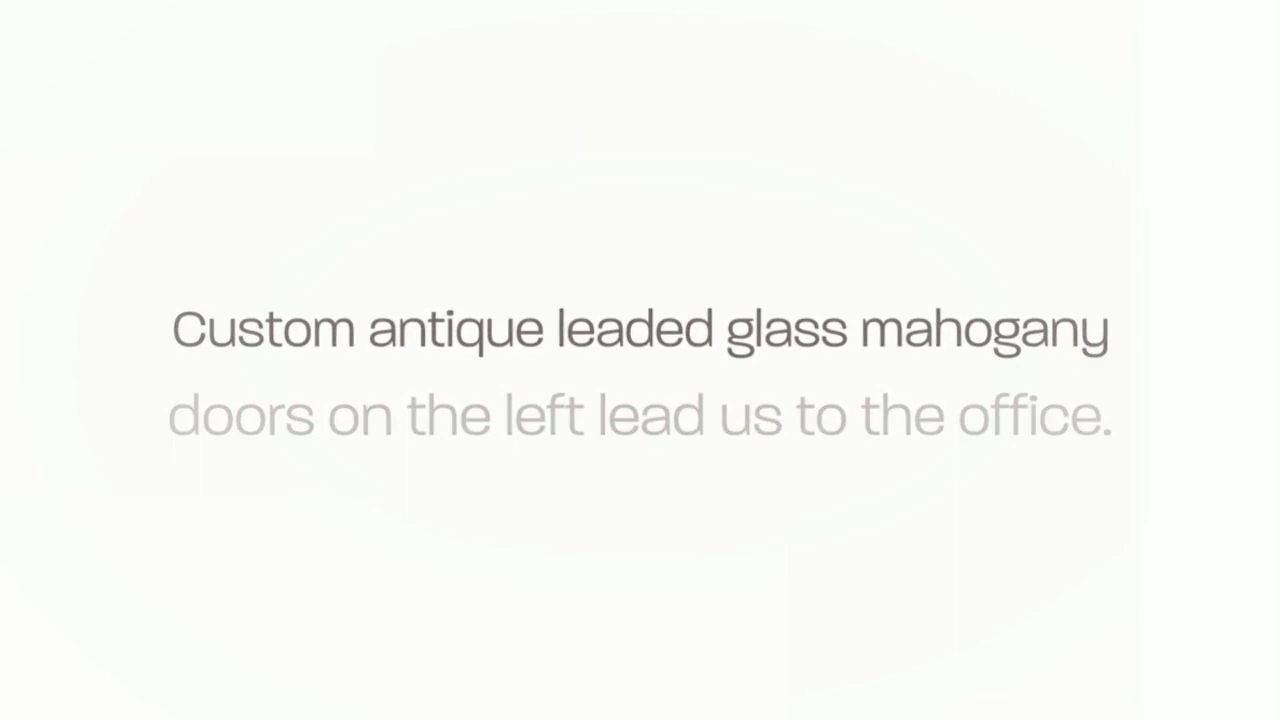 Custom antique leaded glass mahogany
doors on the left lead us to the office.